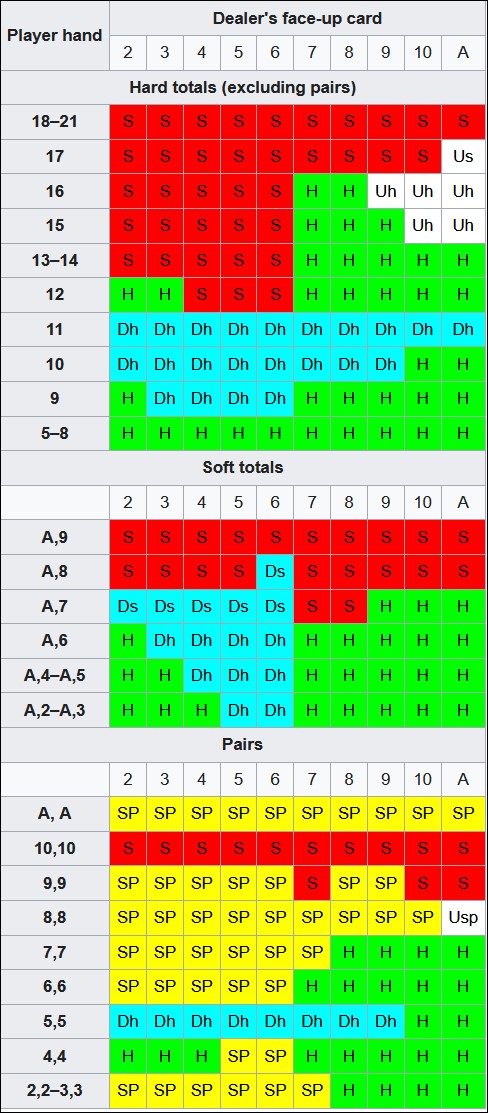 Player hand Dealer's face-up card
2 3 4 5 6 7 8 9 10 A
Hard totals (excluding pairs)
18–21 S S S S S S S S S S
17 S S S S S S S S S Us
16 S S S S S H H Uh Uh Uh
15 S S S S S H H H Uh Uh
13–14 S S S S S H H H H H
12 H H S S S H H H H H
11 Dh Dh Dh Dh Dh Dh Dh Dh Dh Dh
10 Dh Dh Dh Dh Dh Dh Dh Dh H H
9 H Dh Dh Dh Dh H H H H H
5–8 H H H H H H H H H H
Soft totals
2 3 4 5 6 7 8 9 10 A
A,9 S S S S S S S S S S
A,8 S S S S Ds S S S S S
A,7 Ds Ds Ds Ds Ds S S H H H
A,6 H Dh Dh Dh Dh H H H H H
A,4–A,5 H H Dh Dh Dh H H H H H
A,2–A,3 H H H Dh Dh H H H H H
Pairs
2 3 4 5 6 7 8 9 10 A
A, A SP SP SP SP SP SP SP SP SP SP
10,10 S S S S S S S S S S
9,9 SP SP SP SP SP S SP SP S S
8,8 SP SP SP SP SP SP SP SP SP Usp
7,7 SP SP SP SP SP SP H H H H
6,6 SP SP SP SP SP H H H H H
5,5 Dh Dh Dh Dh Dh Dh Dh Dh H H
4,4 H H H SP SP H H H H H
2,2–3,3 SP SP SP SP SP SP H H H H